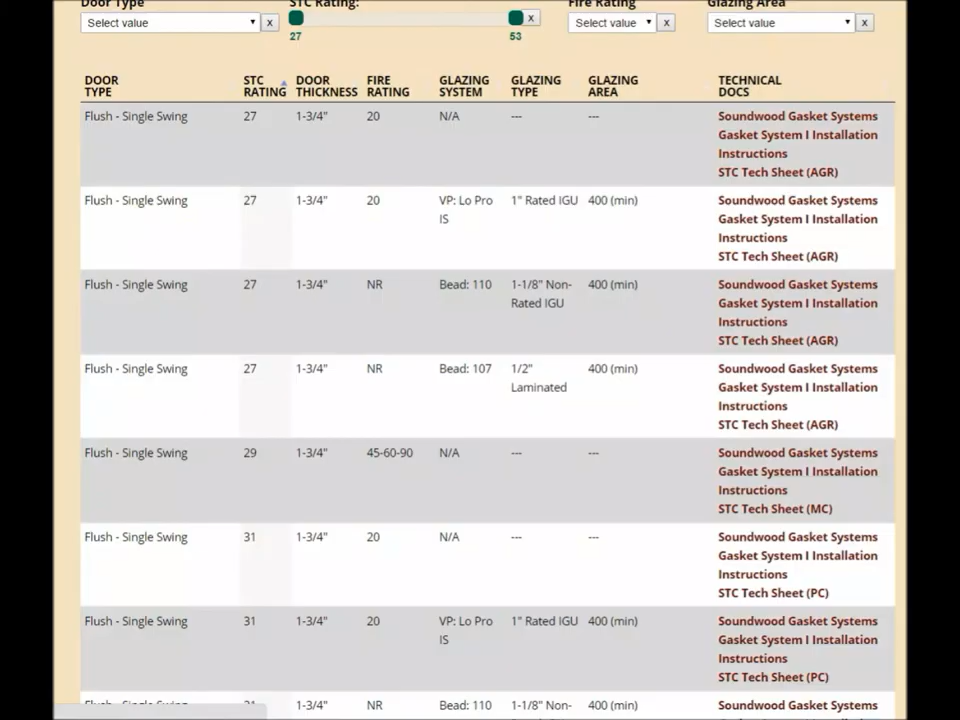 Door Type STC Rating: Fire Rating Glazing Area
Select value x x Select value x Select value x
27 53
DOOR TYPE STC RATING DOOR THICKNESS FIRE RATING GLAZING SYSTEM GLAZING TYPE GLAZING AREA TECHNICAL DOCS
Flush - Single Swing 27 1-3/4" 20 N/A --- --- Soundwood Gasket Systems
Gasket System I Installation
Instructions
STC Tech Sheet (AGR)
Flush - Single Swing 27 1-3/4" 20 VP: Lo Pro 1" Rated IGU 400 (min) Soundwood Gasket Systems
IS Gasket System I Installation
Instructions
STC Tech Sheet (AGR)
Flush - Single Swing 27 1-3/4" NR Bead: 110 1-1/8" Non- 400 (min) Soundwood Gasket Systems
Rated IGU Gasket System I Installation
Instructions
STC Tech Sheet (AGR)
Flush - Single Swing 27 1-3/4" NR Bead: 107 1/2" 400 (min) Soundwood Gasket Systems
Laminated Gasket System I Installation
Instructions
STC Tech Sheet (AGR)
Flush - Single Swing 29 1-3/4" 45-60-90 N/A --- --- Soundwood Gasket Systems
Gasket System I Installation
Instructions
STC Tech Sheet (MC)
Flush - Single Swing 31 1-3/4" 20 N/A --- --- Soundwood Gasket Systems
Gasket System I Installation
Instructions
STC Tech Sheet (PC)
Flush - Single Swing 31 1-3/4" 20 VP: Lo Pro 1" Rated IGU 400 (min) Soundwood Gasket Systems
IS Gasket System I Installation
Instructions
STC Tech Sheet (PC)
Flush - Single Swing 31 1-3/4" NR Bead: 110 1-1/8" Non- 400 (min) Soundwood Gasket Systems